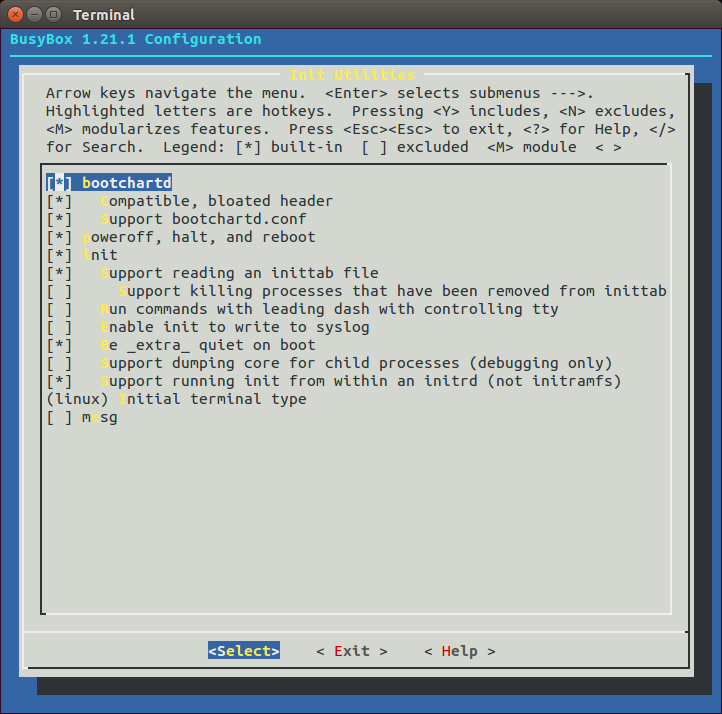 Terminal
BusyBox 1.21.1 Configuration
Init Utilities
Arrow keys navigate the menu.  <Enter> selects submenus --->.
Highlighted letters are hotkeys.  Pressing <Y> includes, <N> excludes,
<M> modularizes features.  Press <Esc><Esc> to exit, <?> for Help, </>
for Search.  Legend: [*] built-in  [ ] excluded  <M> module  < >
[*] bootchartd
[*]   Compatible, bloated header
[*]   Support bootchartd.conf
[*] poweroff, halt, and reboot
[*] init
[*]   Support reading an inittab file
[ ]     Support killing processes that have been removed from inittab
[ ]   Run commands with leading dash with controlling tty
[ ]   Enable init to write to syslog
[*]   Be _extra_ quiet on boot
[ ]   Support dumping core for child processes (debugging only)
[*]   Support running init from within an initrd (not initramfs)
(linux) Initial terminal type
[ ] mesg
<Select>    < Exit >    < Help >